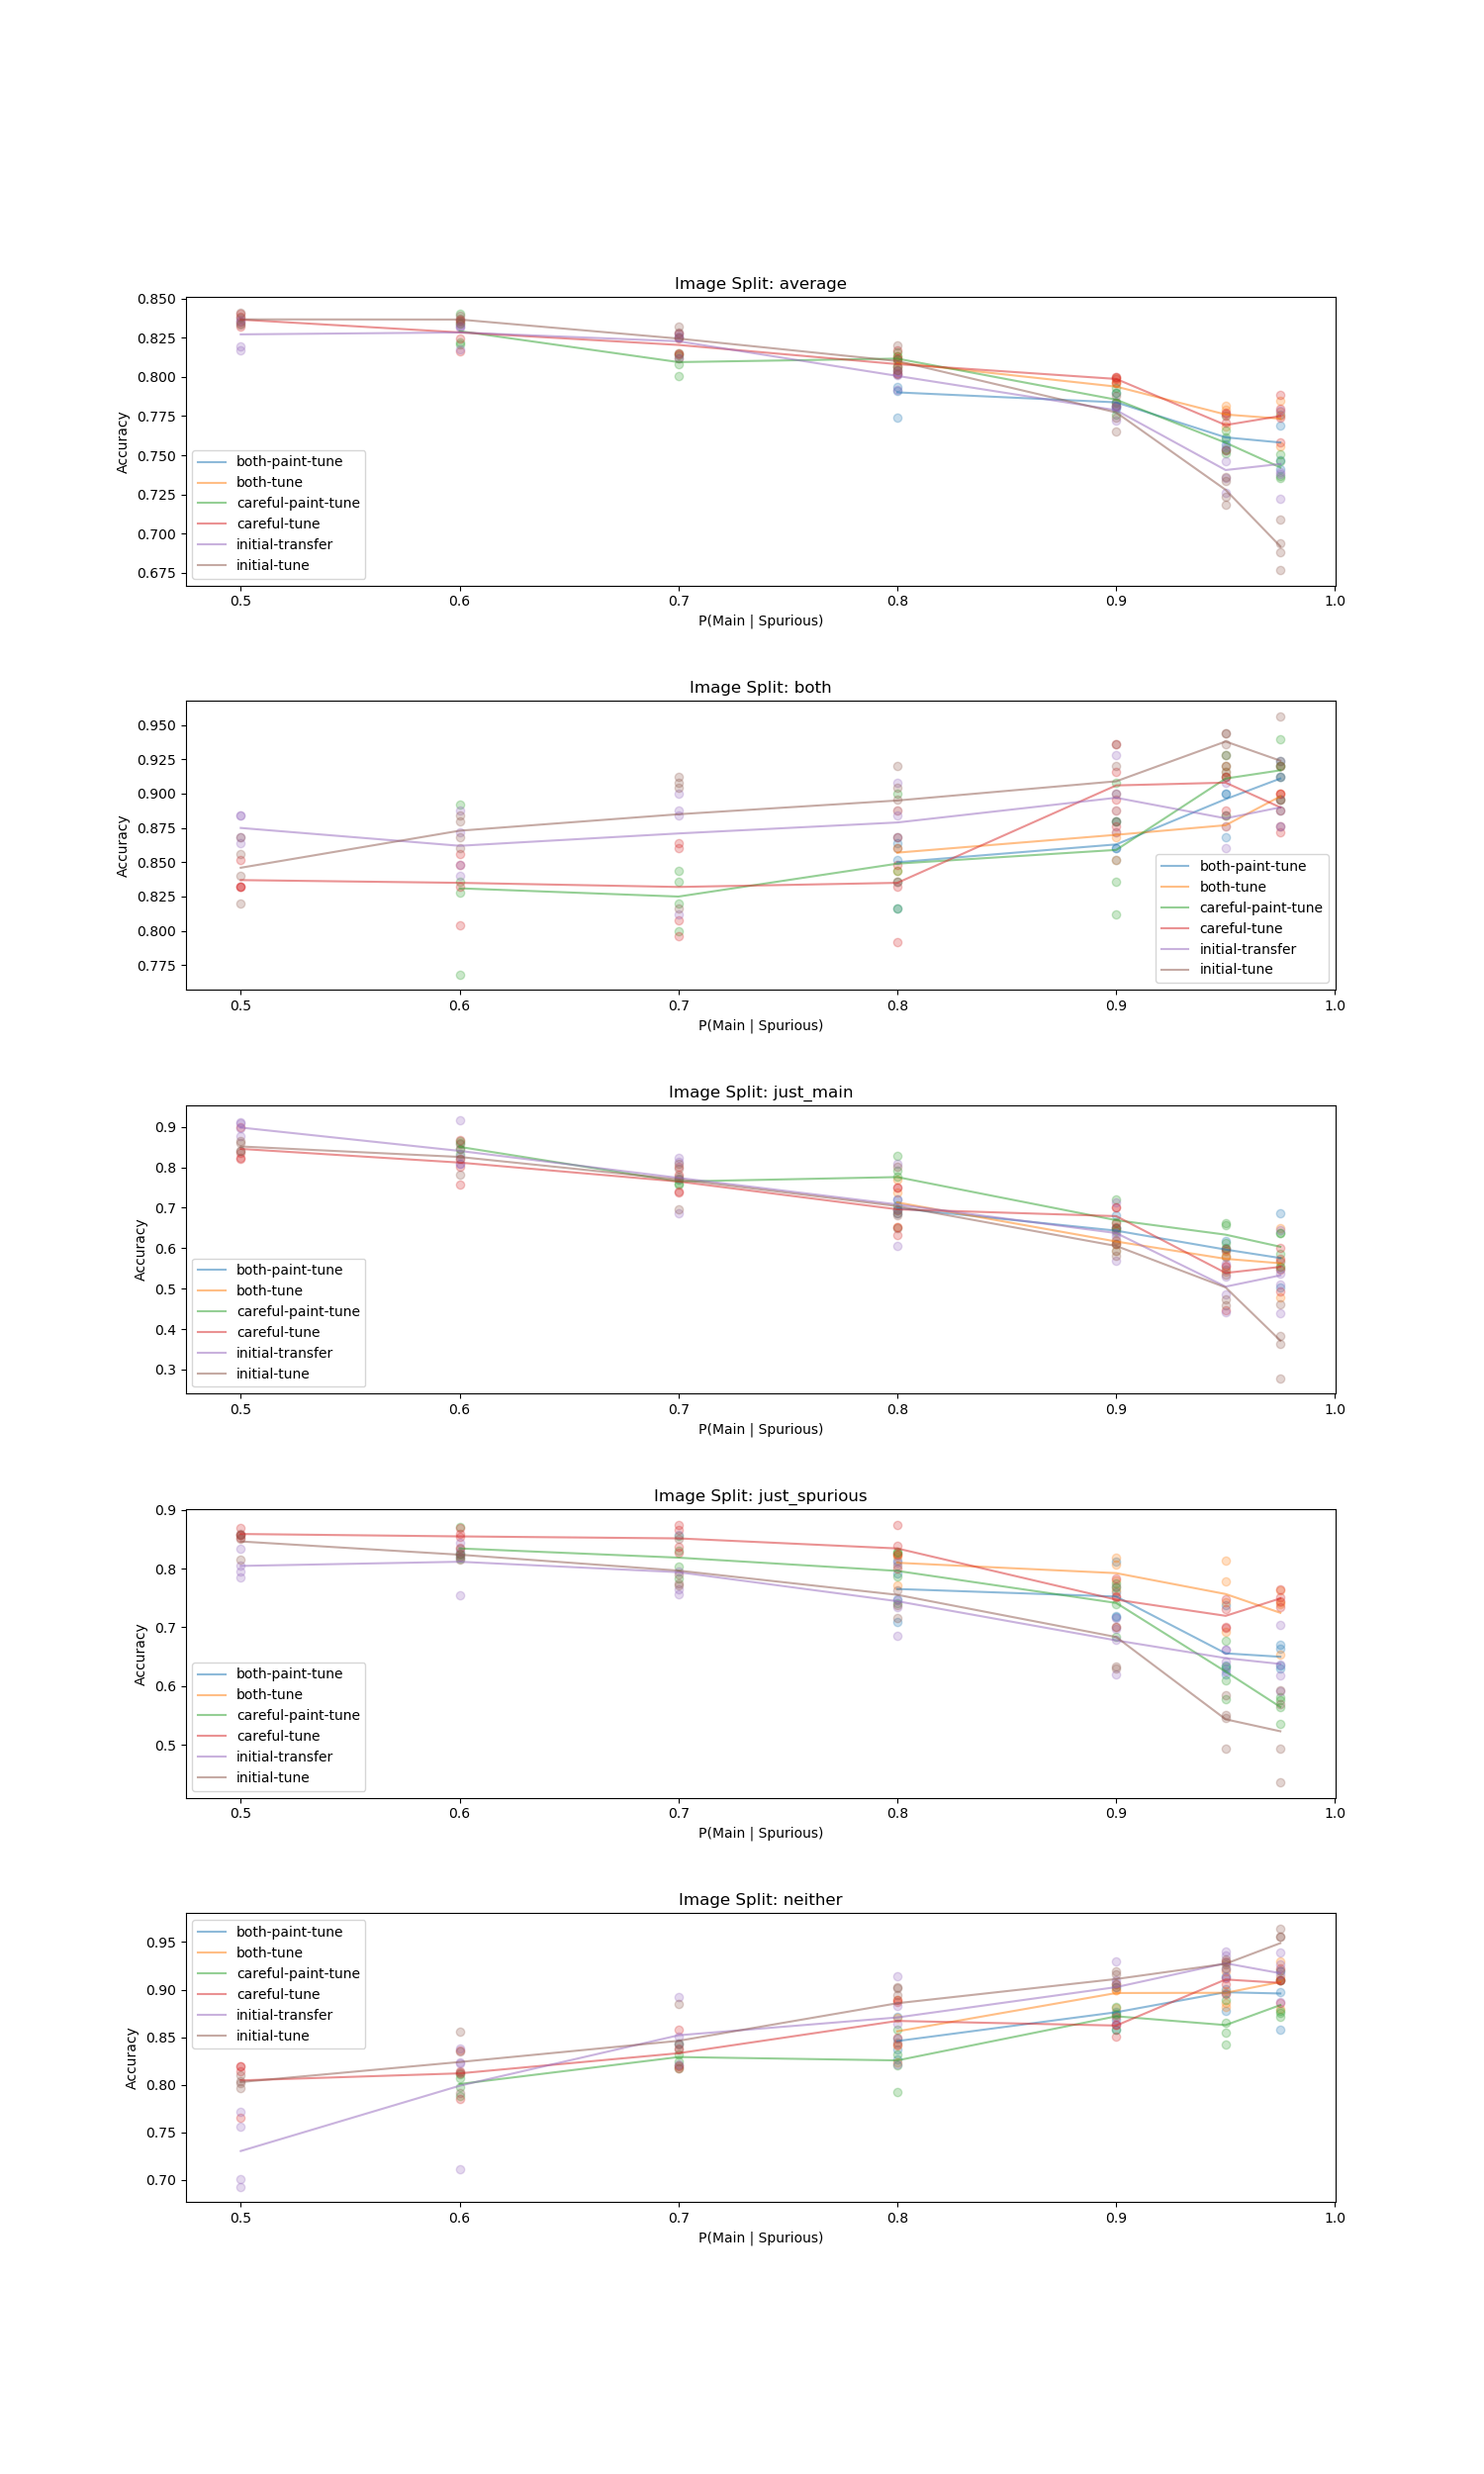 Image Split: average
0.850
0.825
0.800
0.775
0.750
0.725
0.700
0.675
Accuracy
both-paint-tune
both-tune
careful-paint-tune
careful-tune
initial-transfer
initial-tune
0.5 0.6 0.7 0.8 0.9 1.0
P(Main | Spurious)
Image Split: both
0.950
0.925
0.900
0.875
0.850
0.825
0.800
0.775
Accuracy
both-paint-tune
both-tune
careful-paint-tune
careful-tune
initial-transfer
initial-tune
0.5 0.6 0.7 0.8 0.9 1.0
P(Main | Spurious)
Image Split: just_main
0.9
0.8
0.7
0.6
0.5
0.4
0.3
Accuracy
both-paint-tune
both-tune
careful-paint-tune
careful-tune
initial-transfer
initial-tune
0.5 0.6 0.7 0.8 0.9 1.0
P(Main | Spurious)
Image Split: just_spurious
0.9
0.8
0.7
0.6
0.5
Accuracy
both-paint-tune
both-tune
careful-paint-tune
careful-tune
initial-transfer
initial-tune
0.5 0.6 0.7 0.8 0.9 1.0
P(Main | Spurious)
Image Split: neither
0.95
0.90
0.85
0.80
0.75
0.70
Accuracy
both-paint-tune
both-tune
careful-paint-tune
careful-tune
initial-transfer
initial-tune
0.5 0.6 0.7 0.8 0.9 1.0
P(Main | Spurious)